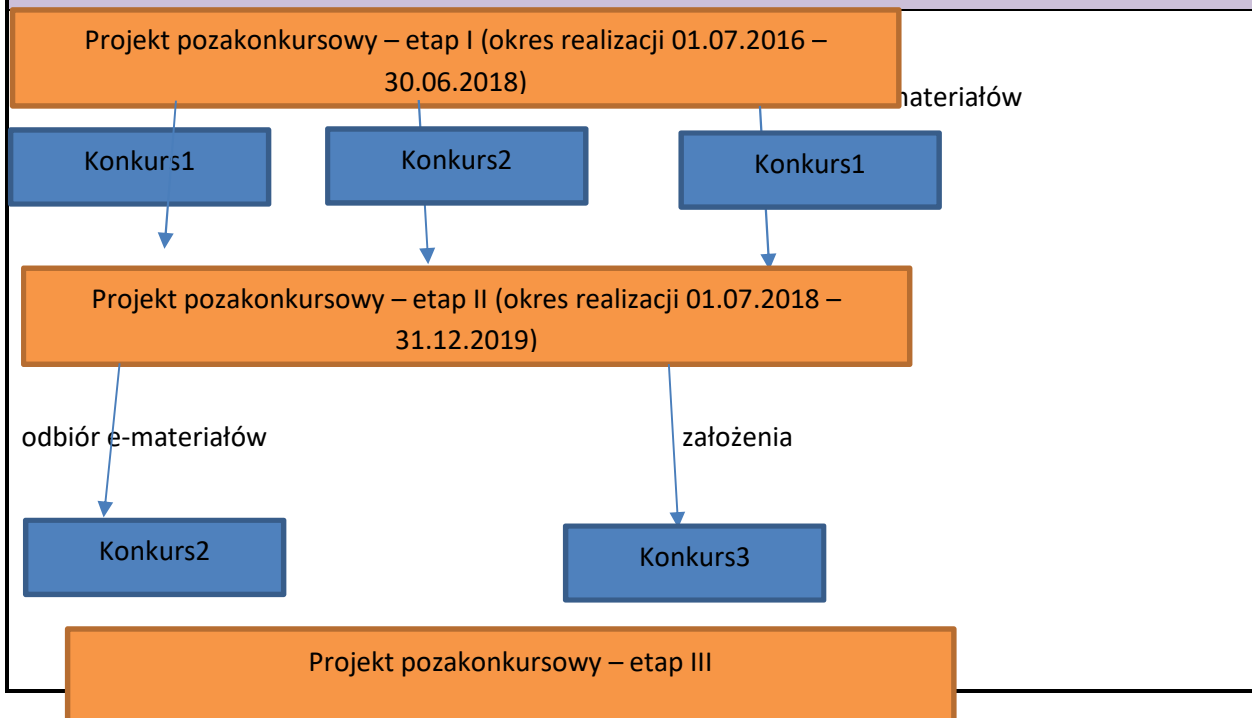 Projekt pozakonkursowy – etap I (okres realizacji 01.07.2016 –
30.06.2018)
Konkurs1
Konkurs2
Konkurs1
Projekt pozakonkursowy – etap II (okres realizacji 01.07.2018 –
31.12.2019)
odbiór e-materiałów
założenia
Konkurs2
Konkurs3
Projekt pozakonkursowy – etap III